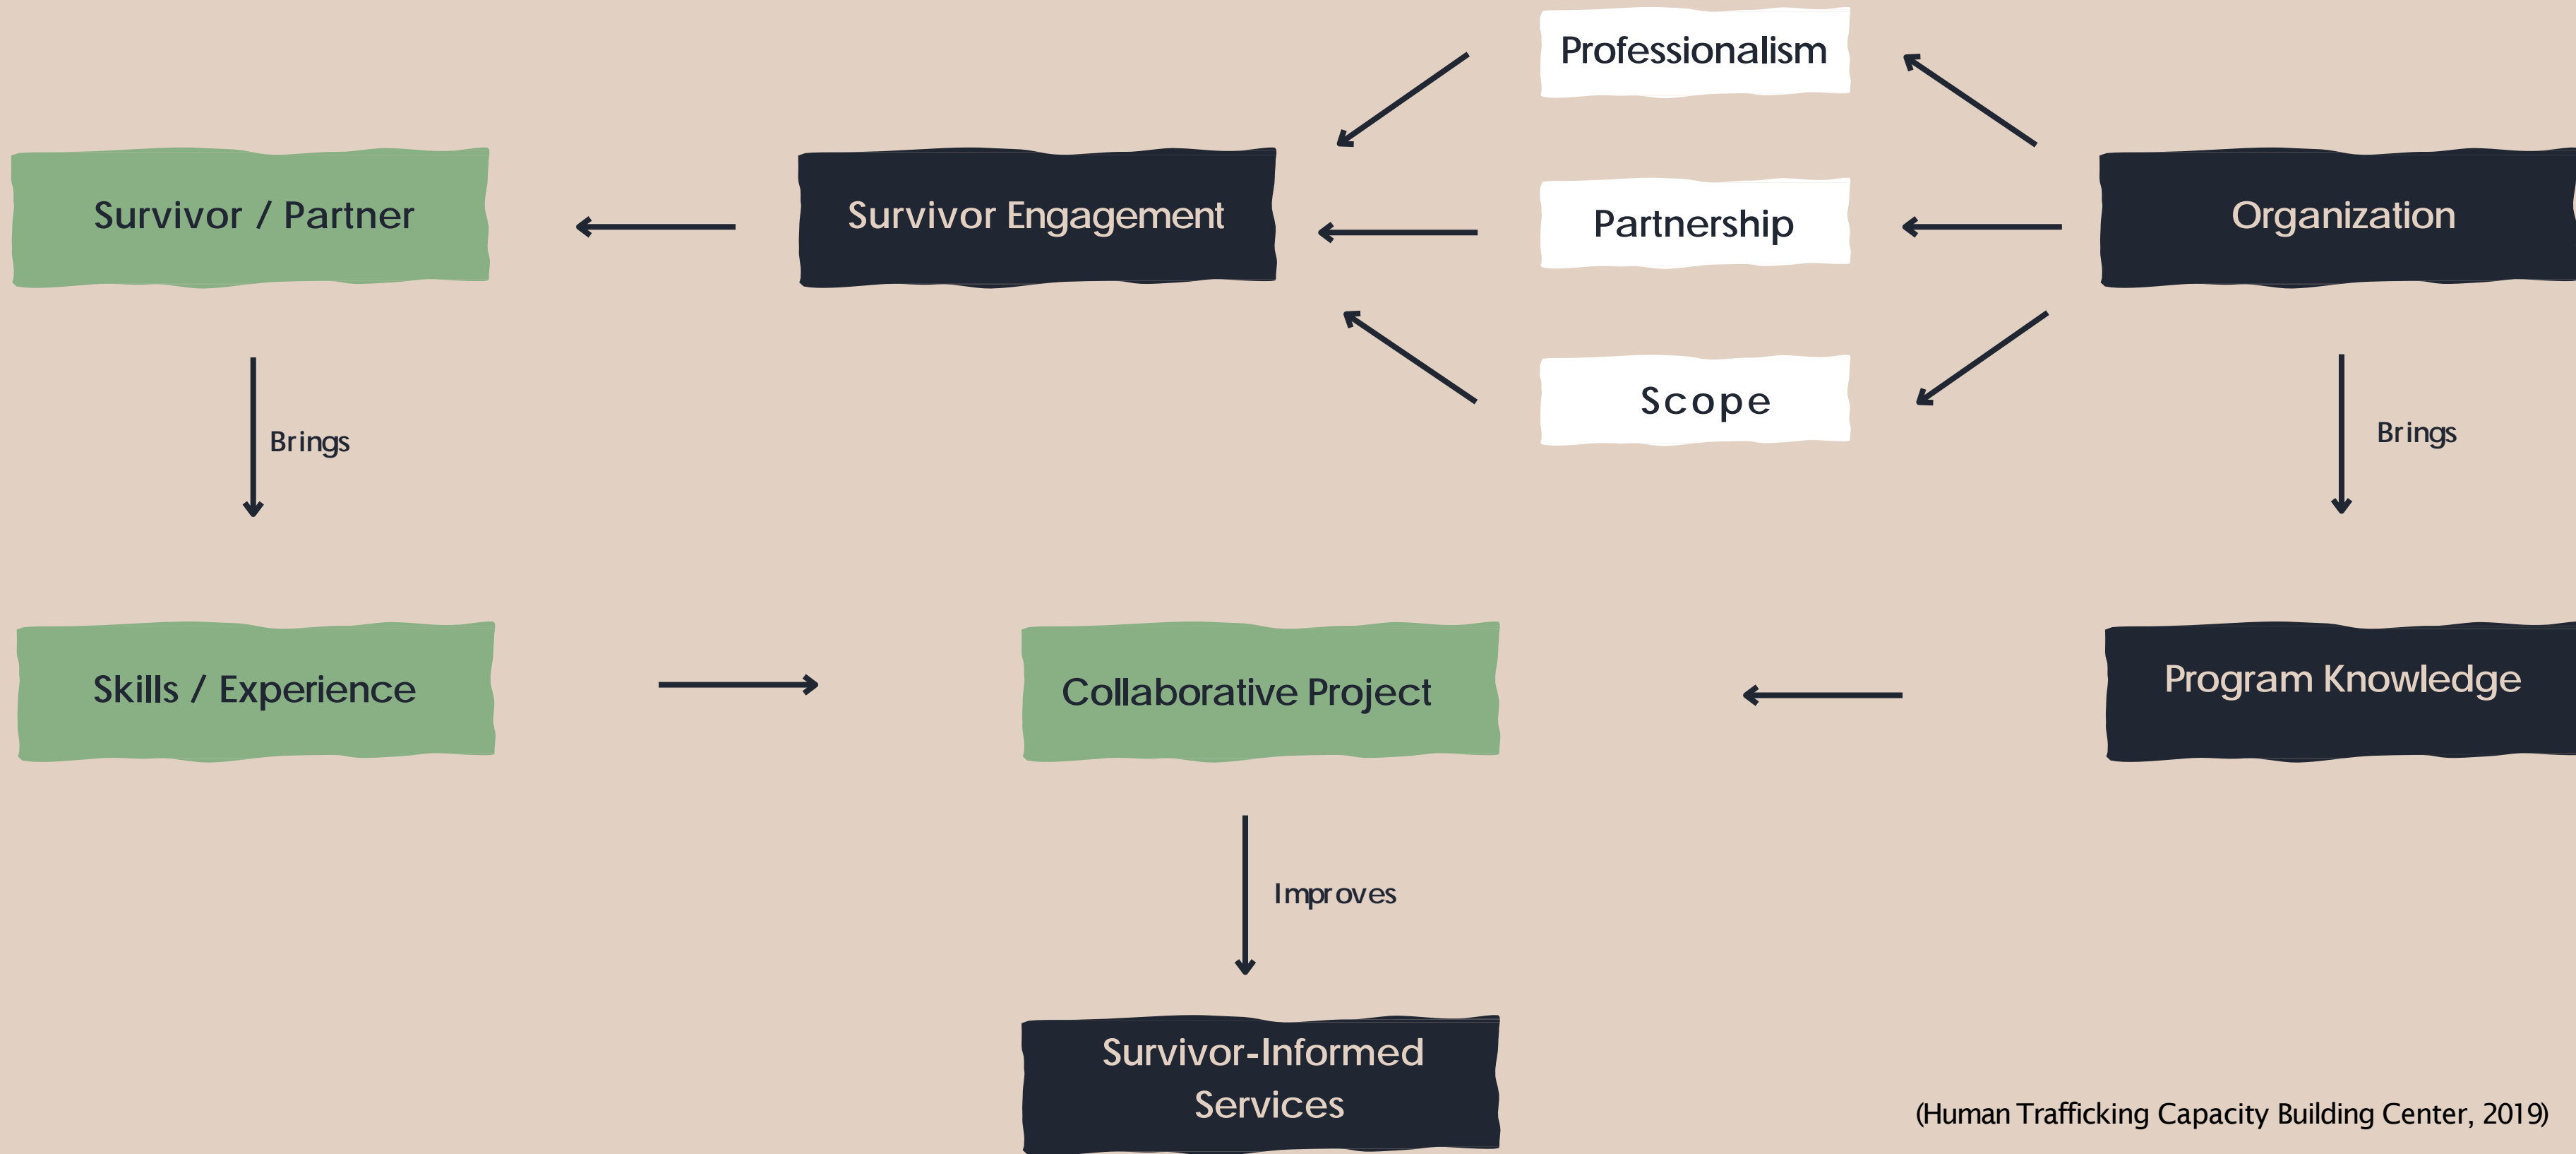 Professionalism
Survivor / Partner
Survivor Engagement
Partnership
Organization
Scope
Brings
Brings
Skills / Experience
Collaborative Project
Program Knowledge
Improves
Survivor-Informed
Services
(Human Trafficking Capacity Building Center, 2019)